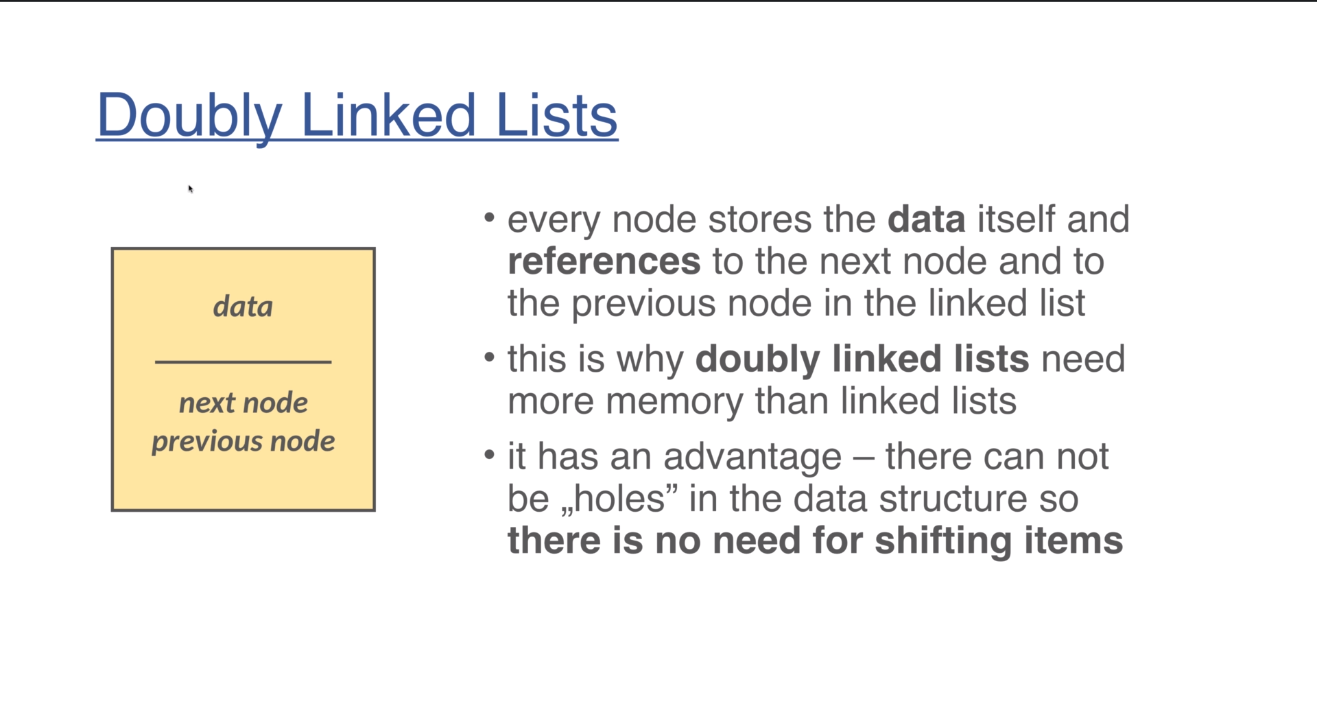 Doubly Linked Lists
data
next node
previous node
• every node stores the data itself and
references to the next node and to
the previous node in the linked list
• this is why doubly linked lists need
more memory than linked lists
• it has an advantage – there can not
be „holes” in the data structure so
there is no need for shifting items